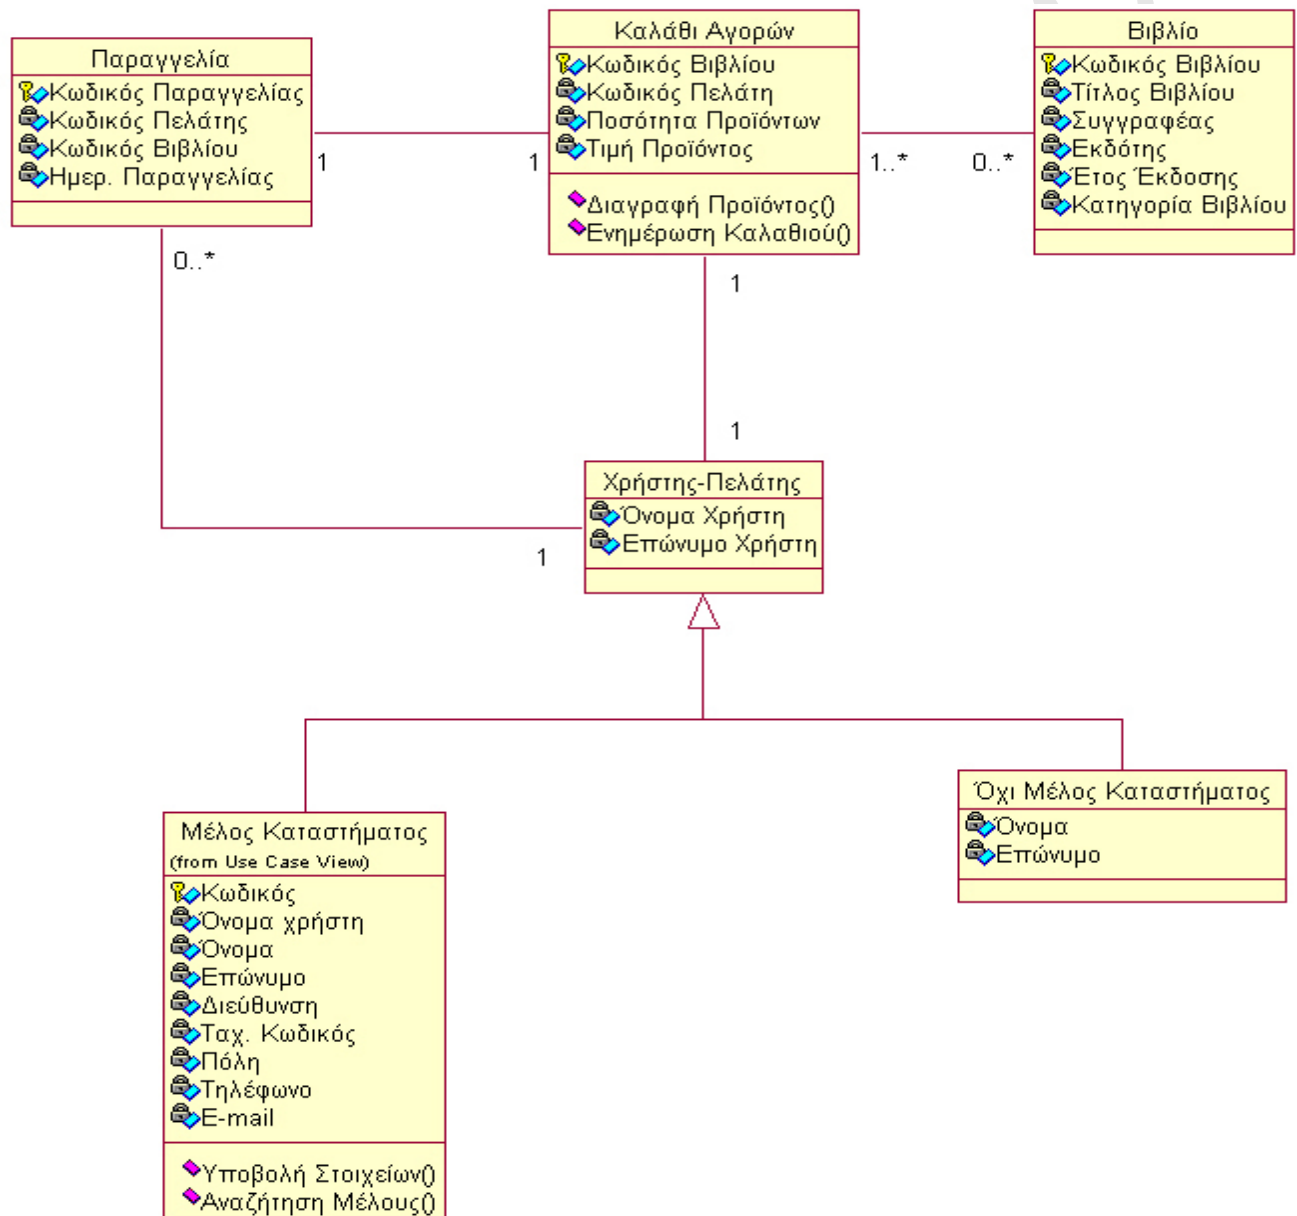 Παραγγελία
Κωδικός Παραγγελίας
Κωδικός Πελάτης
Κωδικός Βιβλίου
Ημερ. Παραγγελίας
Καλάθι Αγορών
Κωδικός Βιβλίου
Κωδικός Πελάτη
Ποσότητα Προϊόντων
Τιμή Προϊόντος
Διαγραφή Προϊόντος()
Ενημέρωση Καλαθιού()
Βιβλίο
Κωδικός Βιβλίου
Τίτλος Βιβλίου
Συγγραφέας
Εκδότης
Έτος Έκδοσης
Κατηγορία Βιβλίου
1
1
1..*
0..*
0..*
1
1
1
Χρήστης-Πελάτης
Όνομα Χρήστη
Επώνυμο Χρήστη
Μέλος Καταστήματος
(from Use Case View)
Κωδικός
Όνομα χρήστη
Όνομα
Επώνυμο
Διεύθυνση
Ταχ. Κωδικός
Πόλη
Τηλέφωνο
E-mail
Υποβολή Στοιχείων()
Αναζήτηση Μέλους()
Όχι Μέλος Καταστήματος
Όνομα
Επώνυμο